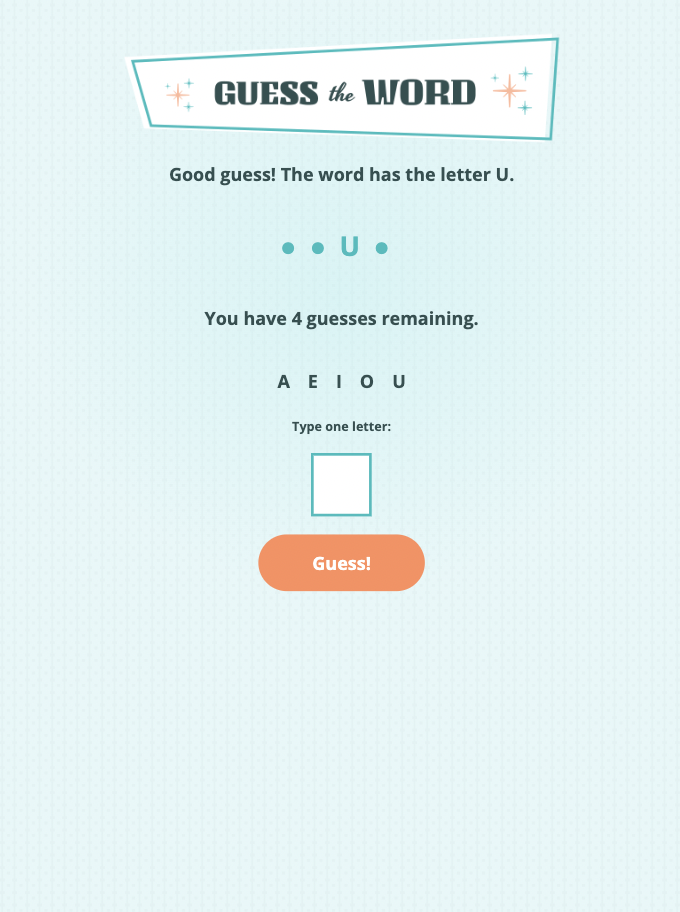 GUESS the WORD
Good guess! The word has the letter U.
● ● U ●
You have 4 guesses remaining.
A E I O U
Type one letter:
Guess!